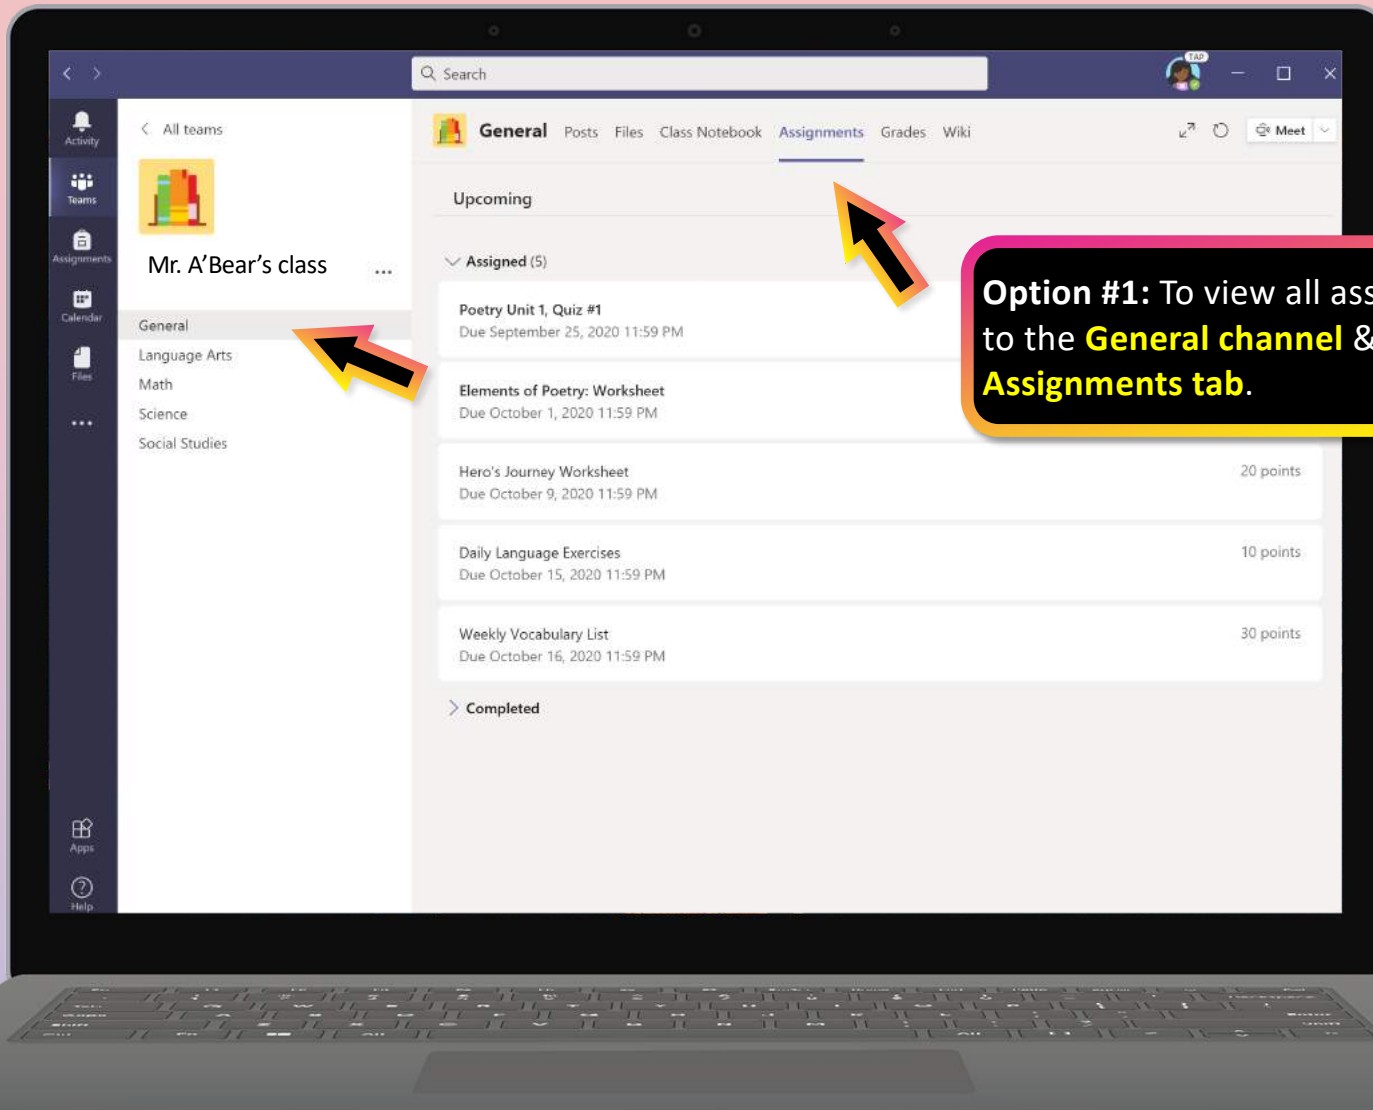 TAP
Search
Activity
Teams
Assignments
Calendar
Files
Apps
Help
All teams
Mr. A'Bear's class ...
General
Language Arts
Math
Science
Social Studies
General Posts Files Class Notebook Assignments Grades Wiki
Meet
Upcoming
Assigned (5)
Poetry Unit 1, Quiz #1
Due September 25, 2020 11:59 PM
Elements of Poetry: Worksheet
Due October 1, 2020 11:59 PM
Hero's Journey Worksheet 20 points
Due October 9, 2020 11:59 PM
Daily Language Exercises 10 points
Due October 15, 2020 11:59 PM
Weekly Vocabulary List 30 points
Due October 16, 2020 11:59 PM
Completed
Option #1: To view all ass
to the General channel &
Assignments tab.